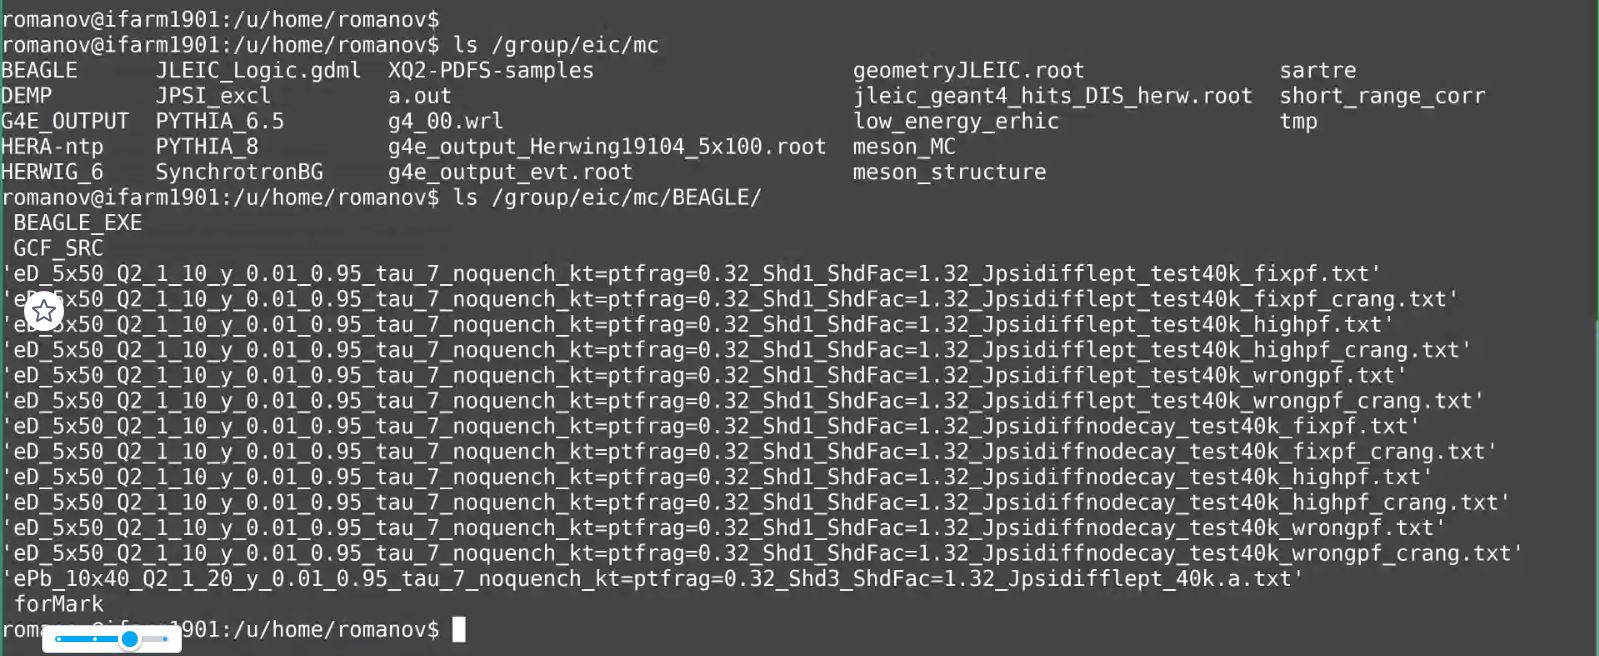 romanov@ifarm1901:/u/home/romanov$
romanov@ifarm1901:/u/home/romanov$ ls /group/eic/mc
BEAGLE      JLEIC_Logic.gdml  XQ2-PDFS-samples                    geometryJLEIC.root               sartre
DEMP        JPSI_excl         a.out                               jleic_geant4_hits_DIS_herw.root  short_range_corr
G4E_OUTPUT  PYTHIA_6.5        g4_00.wrl                           low_energy_erhic                 tmp
HERA-ntp    PYTHIA_8          g4e_output_Herwing19104_5x100.root  meson_MC
HERWIG_6    SynchrotronBG     g4e_output_evt.root                 meson_structure
romanov@ifarm1901:/u/home/romanov$ ls /group/eic/mc/BEAGLE/
BEAGLE_EXE
GCF_SRC
'eD_5x50_Q2_1_10_y_0.01_0.95_tau_7_noquench_kt=ptfrag=0.32_Shd1_ShdFac=1.32_Jpsidifflept_test40k_fixpf.txt'
'eD_5x50_Q2_1_10_y_0.01_0.95_tau_7_noquench_kt=ptfrag=0.32_Shd1_ShdFac=1.32_Jpsidifflept_test40k_fixpf_crang.txt'
'eD_5x50_Q2_1_10_y_0.01_0.95_tau_7_noquench_kt=ptfrag=0.32_Shd1_ShdFac=1.32_Jpsidifflept_test40k_highpf.txt'
'eD_5x50_Q2_1_10_y_0.01_0.95_tau_7_noquench_kt=ptfrag=0.32_Shd1_ShdFac=1.32_Jpsidifflept_test40k_highpf_crang.txt'
'eD_5x50_Q2_1_10_y_0.01_0.95_tau_7_noquench_kt=ptfrag=0.32_Shd1_ShdFac=1.32_Jpsidifflept_test40k_wrongpf.txt'
'eD_5x50_Q2_1_10_y_0.01_0.95_tau_7_noquench_kt=ptfrag=0.32_Shd1_ShdFac=1.32_Jpsidifflept_test40k_wrongpf_crang.txt'
'eD_5x50_Q2_1_10_y_0.01_0.95_tau_7_noquench_kt=ptfrag=0.32_Shd1_ShdFac=1.32_Jpsidiffnodecay_test40k_fixpf.txt'
'eD_5x50_Q2_1_10_y_0.01_0.95_tau_7_noquench_kt=ptfrag=0.32_Shd1_ShdFac=1.32_Jpsidiffnodecay_test40k_fixpf_crang.txt'
'eD_5x50_Q2_1_10_y_0.01_0.95_tau_7_noquench_kt=ptfrag=0.32_Shd1_ShdFac=1.32_Jpsidiffnodecay_test40k_highpf.txt'
'eD_5x50_Q2_1_10_y_0.01_0.95_tau_7_noquench_kt=ptfrag=0.32_Shd1_ShdFac=1.32_Jpsidiffnodecay_test40k_highpf_crang.txt'
'eD_5x50_Q2_1_10_y_0.01_0.95_tau_7_noquench_kt=ptfrag=0.32_Shd1_ShdFac=1.32_Jpsidiffnodecay_test40k_wrongpf.txt'
'eD_5x50_Q2_1_10_y_0.01_0.95_tau_7_noquench_kt=ptfrag=0.32_Shd1_ShdFac=1.32_Jpsidiffnodecay_test40k_wrongpf_crang.txt'
'ePb_10x40_Q2_1_20_y_0.01_0.95_tau_7_noquench_kt=ptfrag=0.32_Shd3_ShdFac=1.32_Jpsidifflept_40k.a.txt'
forMark
romanov@ifarm1901:/u/home/romanov$